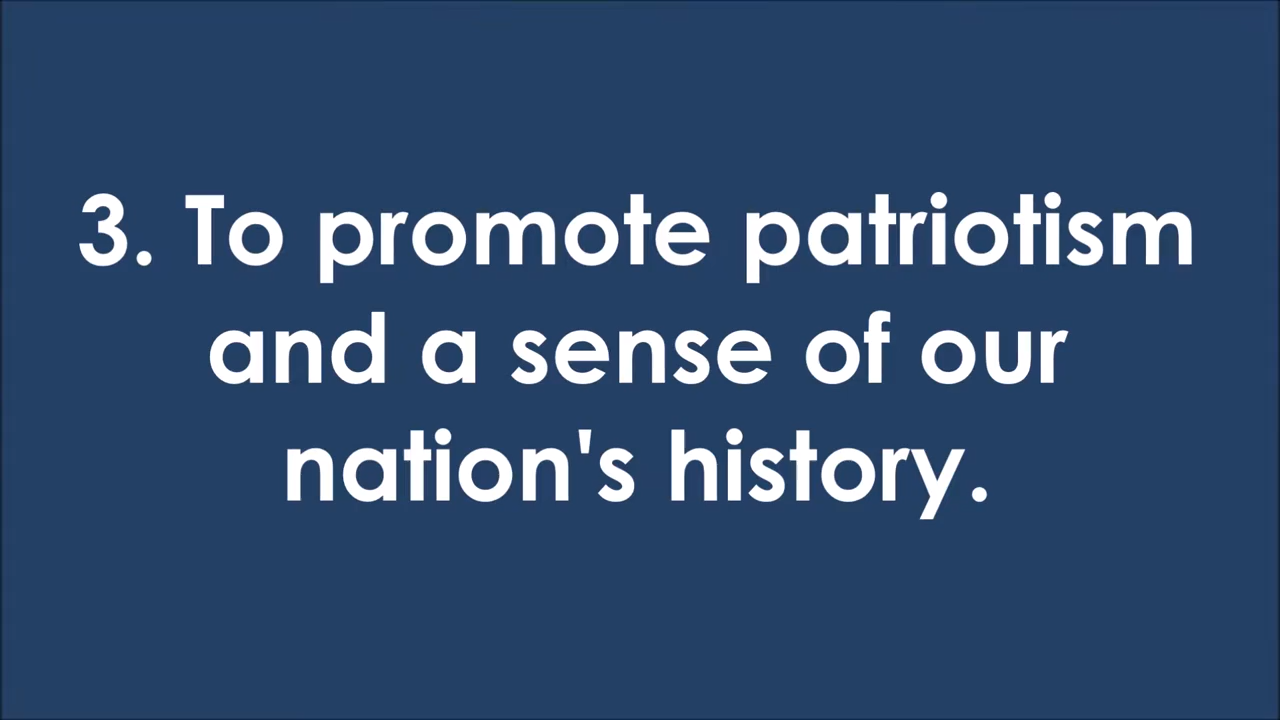 3. To promote patriotism
and a sense of our
nation's history.